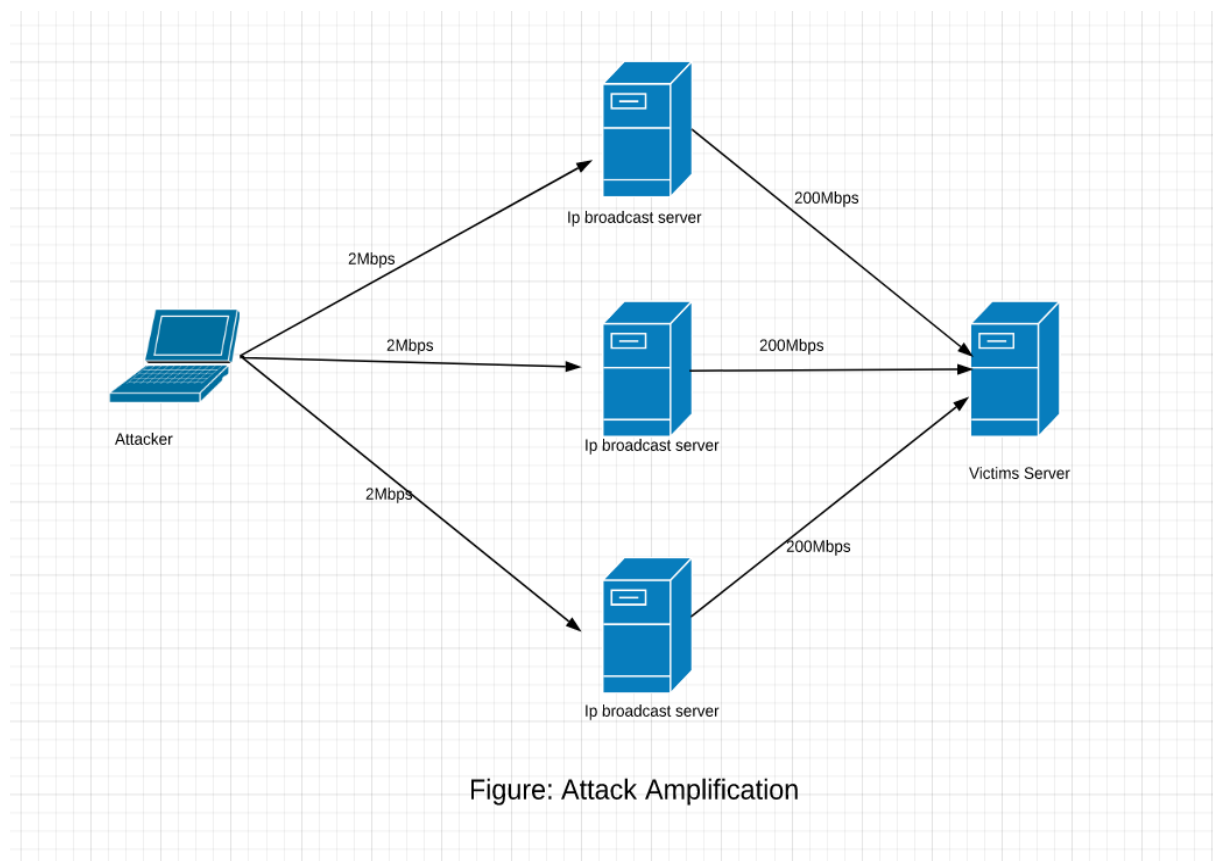 Ip broadcast server
200Mbps
2Mbps
2Mbps
200Mbps
Attacker
Ip broadcast server
Victims Server
2Mbps
200Mbps
Ip broadcast server
Figure: Attack Amplification